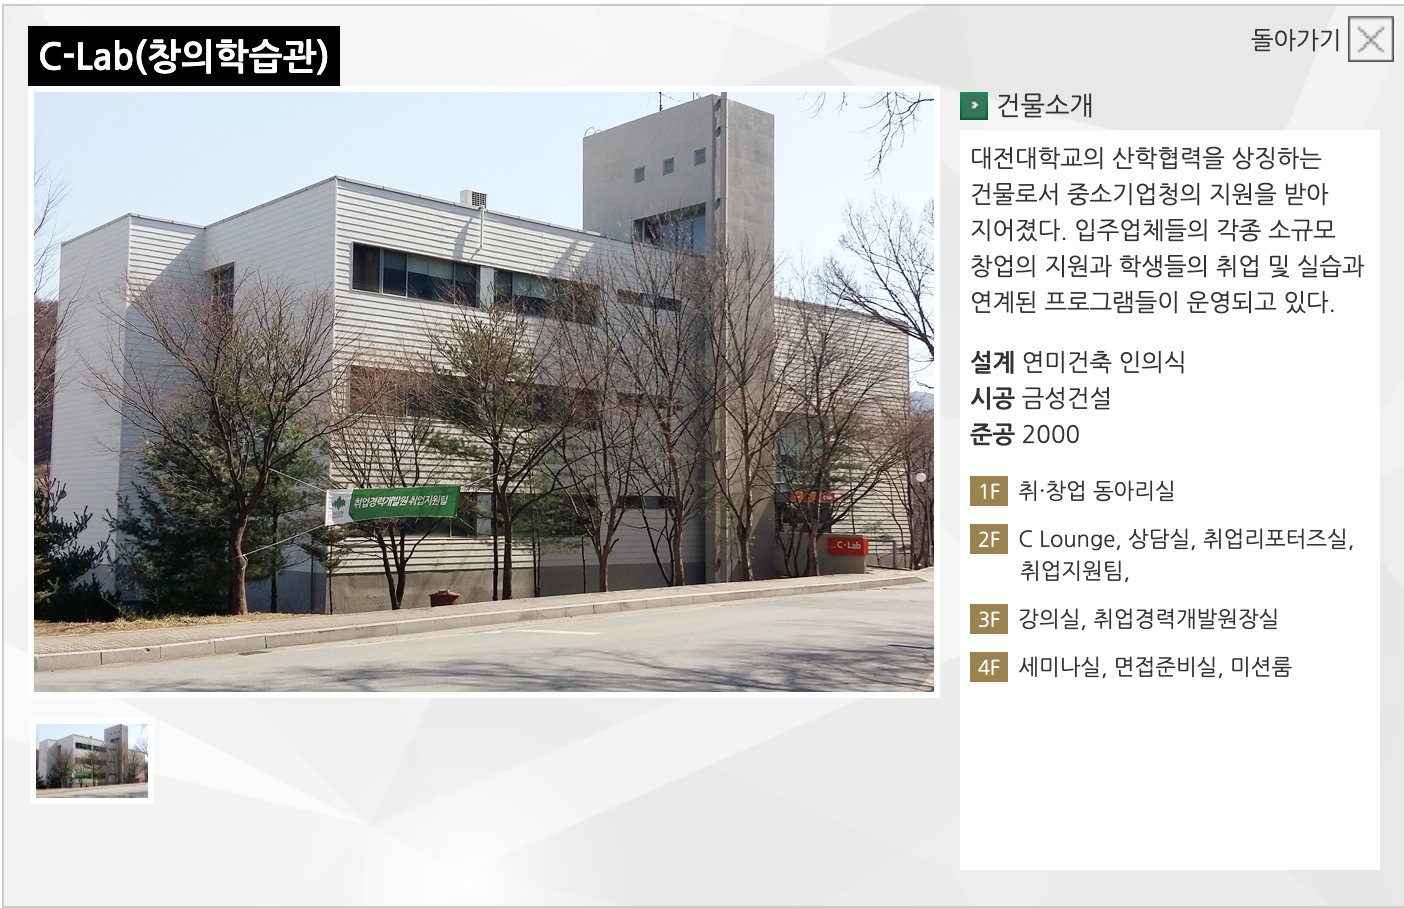 C-Lab(창의학습관)
돌아가기
건물소개
대전대학교의 산학협력을 상징하는
건물로서 중소기업청의 지원을 받아
지어졌다. 입주업체들의 각종 소규모
창업의 지원과 학생들의 취업 및 실습과
연계된 프로그램들이 운영되고 있다.
설계 연미건축 인의식
시공 금성건설
준공 2000
1F 취·창업 동아리실
2F C Lounge, 상담실, 취업리포터즈실,
취업지원팀,
3F 강의실, 취업경력개발원장실
4F 세미나실, 면접준비실, 미션룸
취업경력개발원 취업지원팀
C-Lab